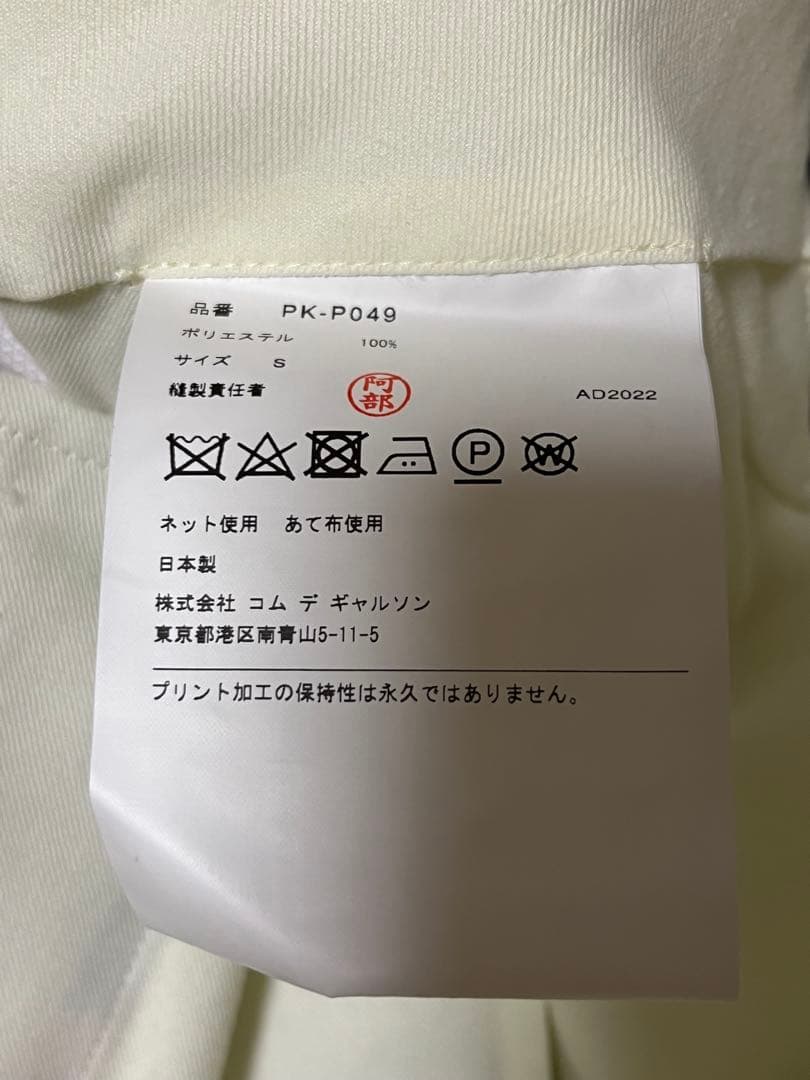 品番 PK-P049
ポリエステル 100%
サイズ S
縫製責任者 阿部 AD2022
P W
ネット使用 あて布使用
日本製
株式会社 コム デ ギャルソン
東京都港区南青山5-11-5
プリント加工の保持性は永久ではありません。